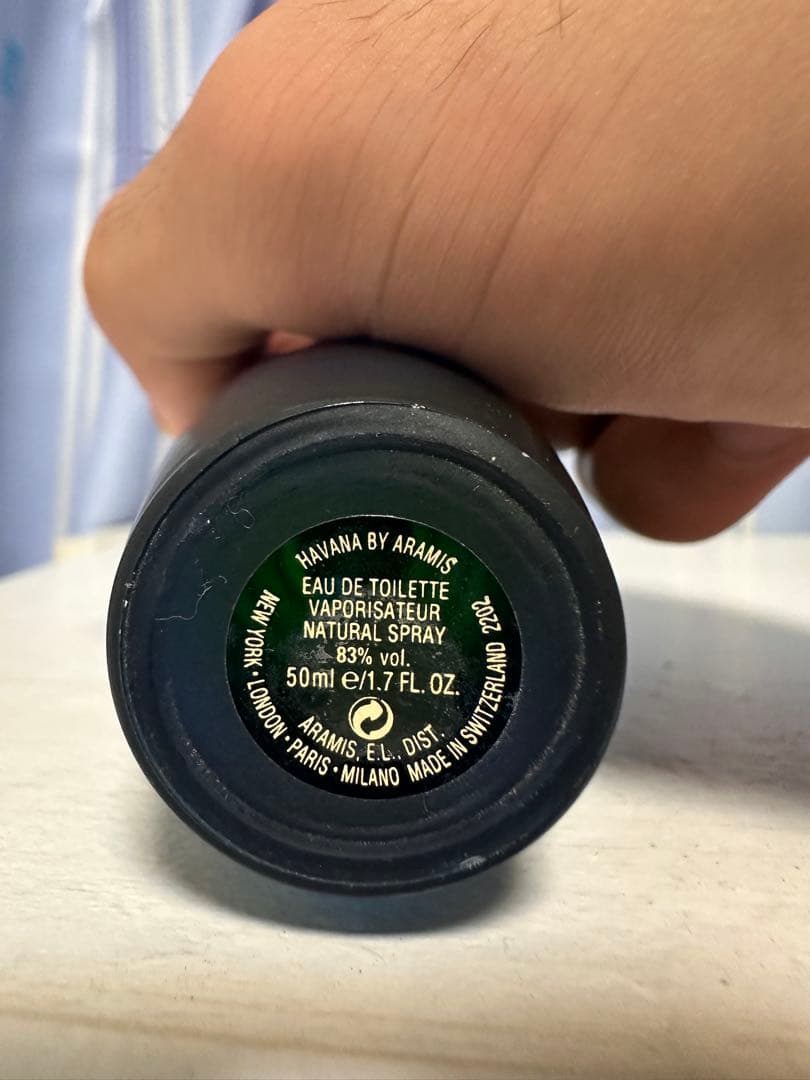 HAVANA BY ARAMIS
EAU DE TOILETTE
VAPORISATEUR
NATURAL SPRAY
83% vol.
50ml e/1.7 FL. OZ.
ARAMIS, E.L., DIST.
NEW YORK • LONDON • PARIS • MILANO MADE IN SWITZERLAND 2202